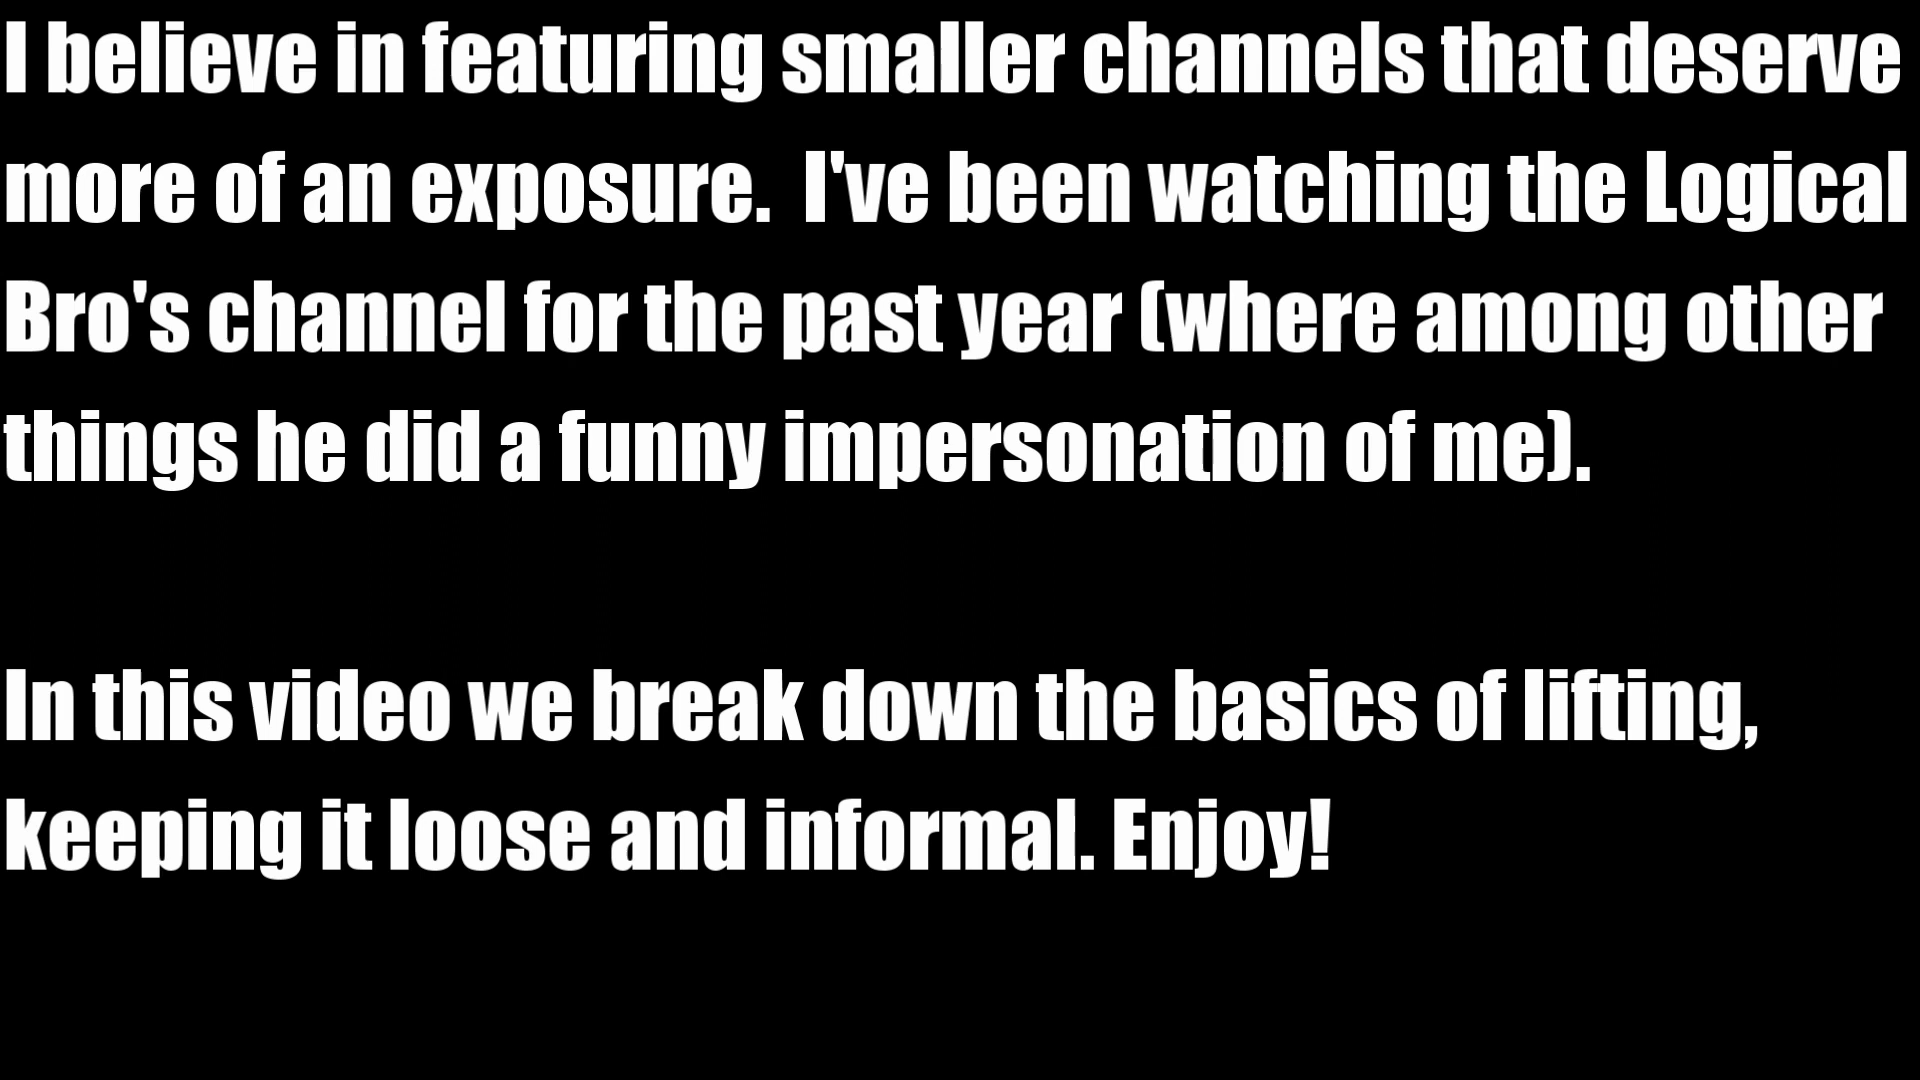 I believe in featuring smaller channels that deserve
more of an exposure.  I've been watching the Logical
Bro's channel for the past year (where among other
things he did a funny impersonation of me).
In this video we break down the basics of lifting,
keeping it loose and informal. Enjoy!